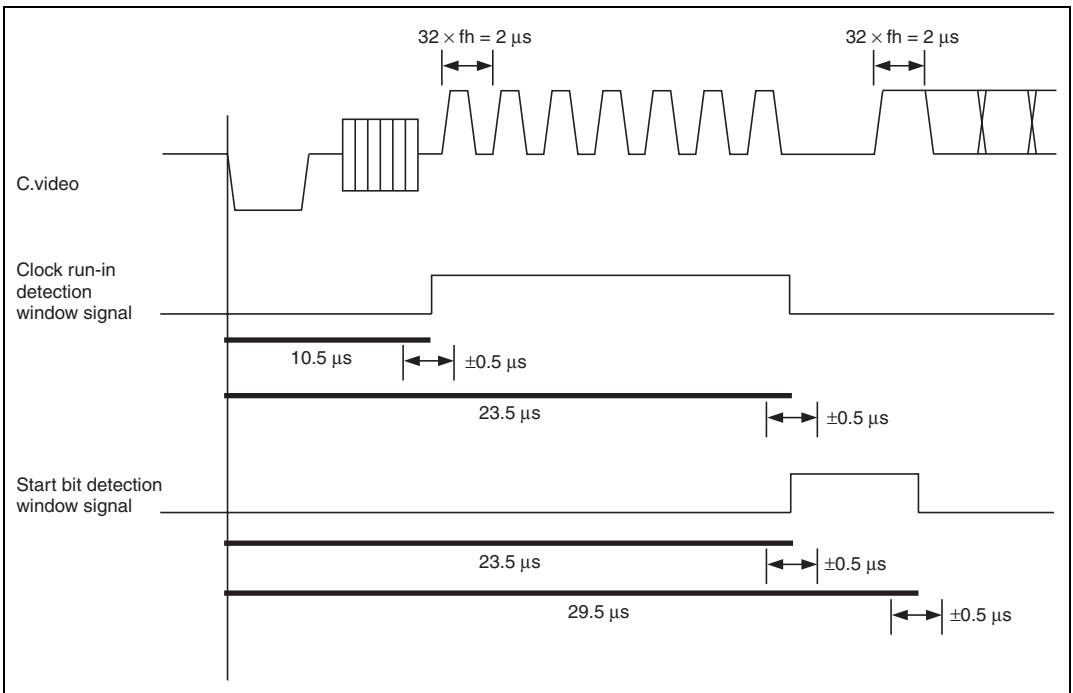 32 × fh = 2 μs
32 × fh = 2 μs
C.video
Clock run-in
detection
window signal
10.5 μs
±0.5 μs
23.5 μs
±0.5 μs
Start bit detection
window signal
23.5 μs
±0.5 μs
29.5 μs
±0.5 μs